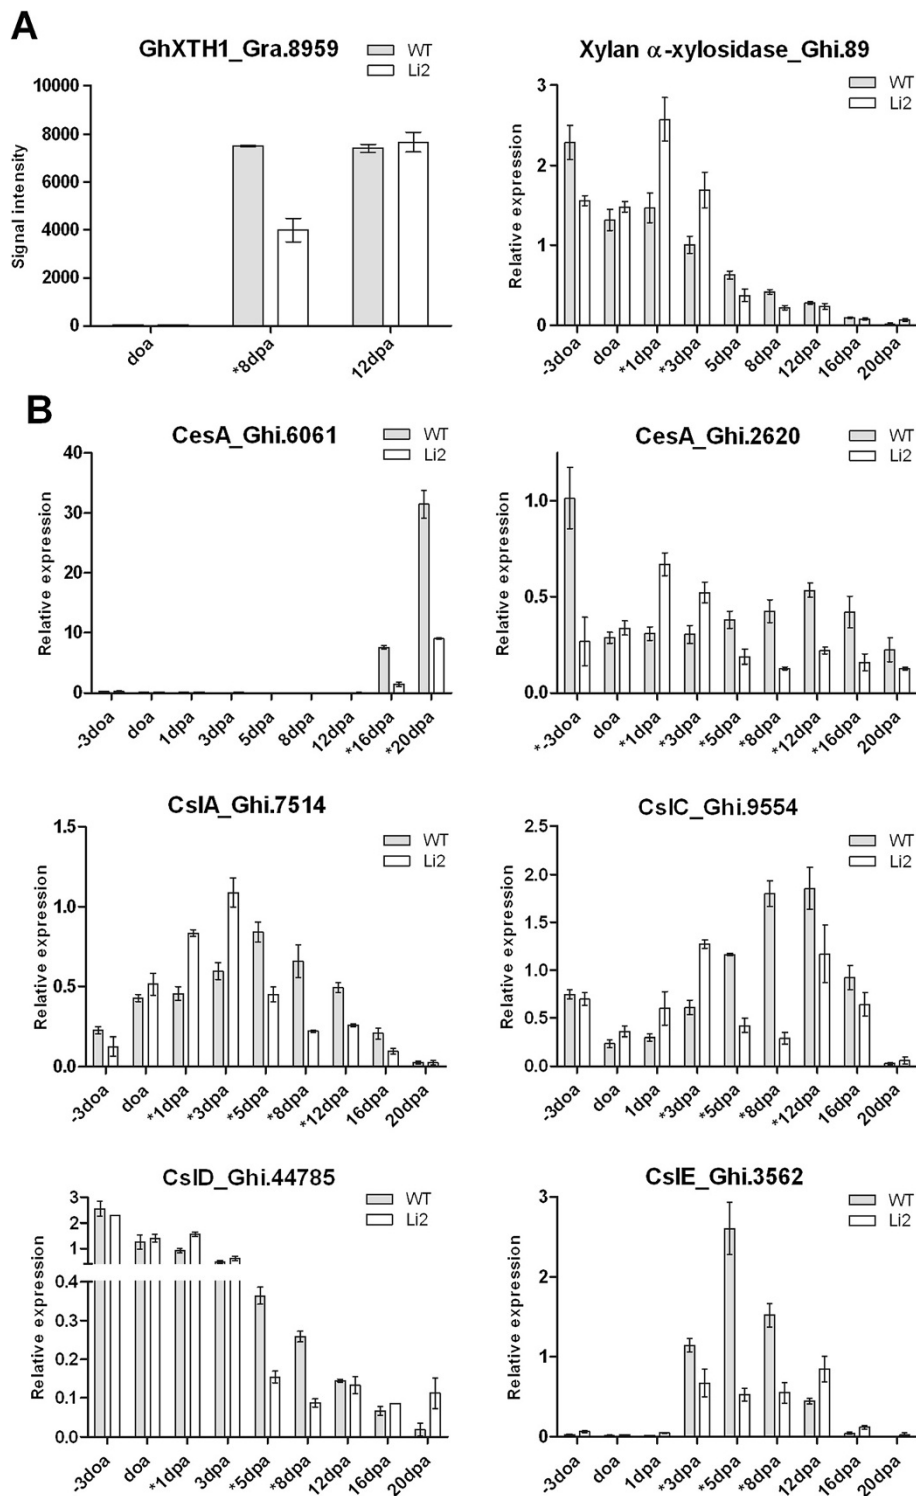 A
GhXTH1_Gra.8959
WT
Li2
Signal intensity
10000
8000
6000
4000
2000
0
doa
*8dpa
12dpa
Xylan α-xylosidase_Ghi.89
WT
Li2
Relative expression
3
2
1
0
-3doa
doa
*1dpa
*3dpa
5dpa
8dpa
12dpa
16dpa
20dpa
B
CesA_Ghi.6061
WT
Li2
Relative expression
40
30
20
10
0
-3doa
doa
1dpa
3dpa
5dpa
8dpa
12dpa
*16dpa
*20dpa
CesA_Ghi.2620
WT
Li2
Relative expression
1.0
0.5
0.0
*-3doa
doa
*1dpa
*3dpa
*5dpa
*8dpa
*12dpa
*16dpa
20dpa
CslA_Ghi.7514
WT
Li2
Relative expression
1.5
1.0
0.5
0.0
-3doa
doa
*1dpa
*3dpa
*5dpa
*8dpa
*12dpa
16dpa
20dpa
CslC_Ghi.9554
WT
Li2
Relative expression
2.5
2.0
1.5
1.0
0.5
0.0
-3doa
doa
1dpa
*3dpa
*5dpa
*8dpa
*12dpa
16dpa
20dpa
CslD_Ghi.44785
WT
Li2
Relative expression
3
2
1
0.4
0.3
0.2
0.1
0.0
-3doa
doa
*1dpa
3dpa
*5dpa
*8dpa
12dpa
16dpa
20dpa
CslE_Ghi.3562
WT
Li2
Relative expression
3
2
1
0
-3doa
doa
1dpa
*3dpa
*5dpa
*8dpa
12dpa
16dpa
20dpa